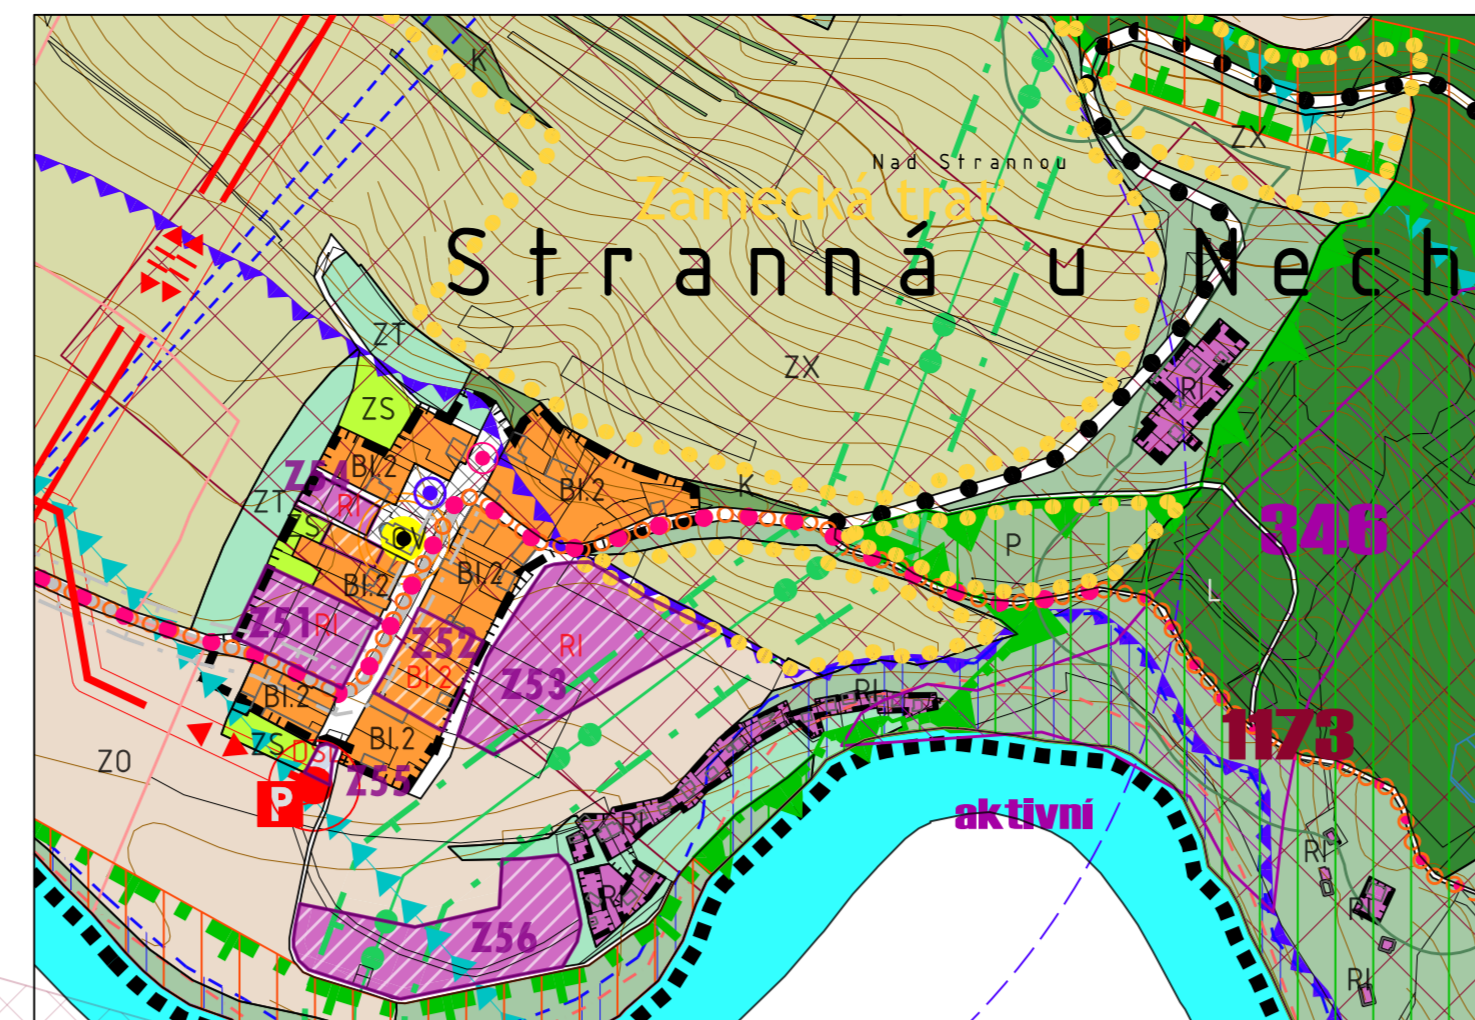 K
ZX
Nad Strannou
Zámecká trať
Stranná u Nech
ZT
ZX
RI
ZS
BI.2
Z54
BI.2
K
ZT
RI
346
P
BI.2
BI.2
L
Z51
RI
Z52
RI
BI.2
Z53
BI.2
RI
1173
ZS
BI.2
ZO
Z55
P
aktivní
RI
RI
RI
RI
Z56
RI